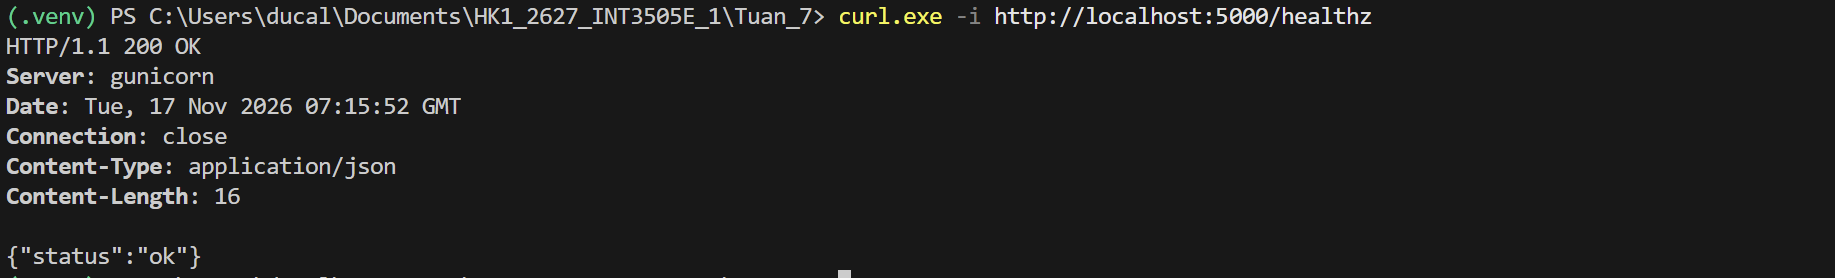 (.venv) PS C:\Users\ducal\Documents\HK1_2627_INT3505E_1\Tuan_7> curl.exe -i http://localhost:5000/healthz
HTTP/1.1 200 OK
Server: gunicorn
Date: Tue, 17 Nov 2026 07:15:52 GMT
Connection: close
Content-Type: application/json
Content-Length: 16

{"status":"ok"}